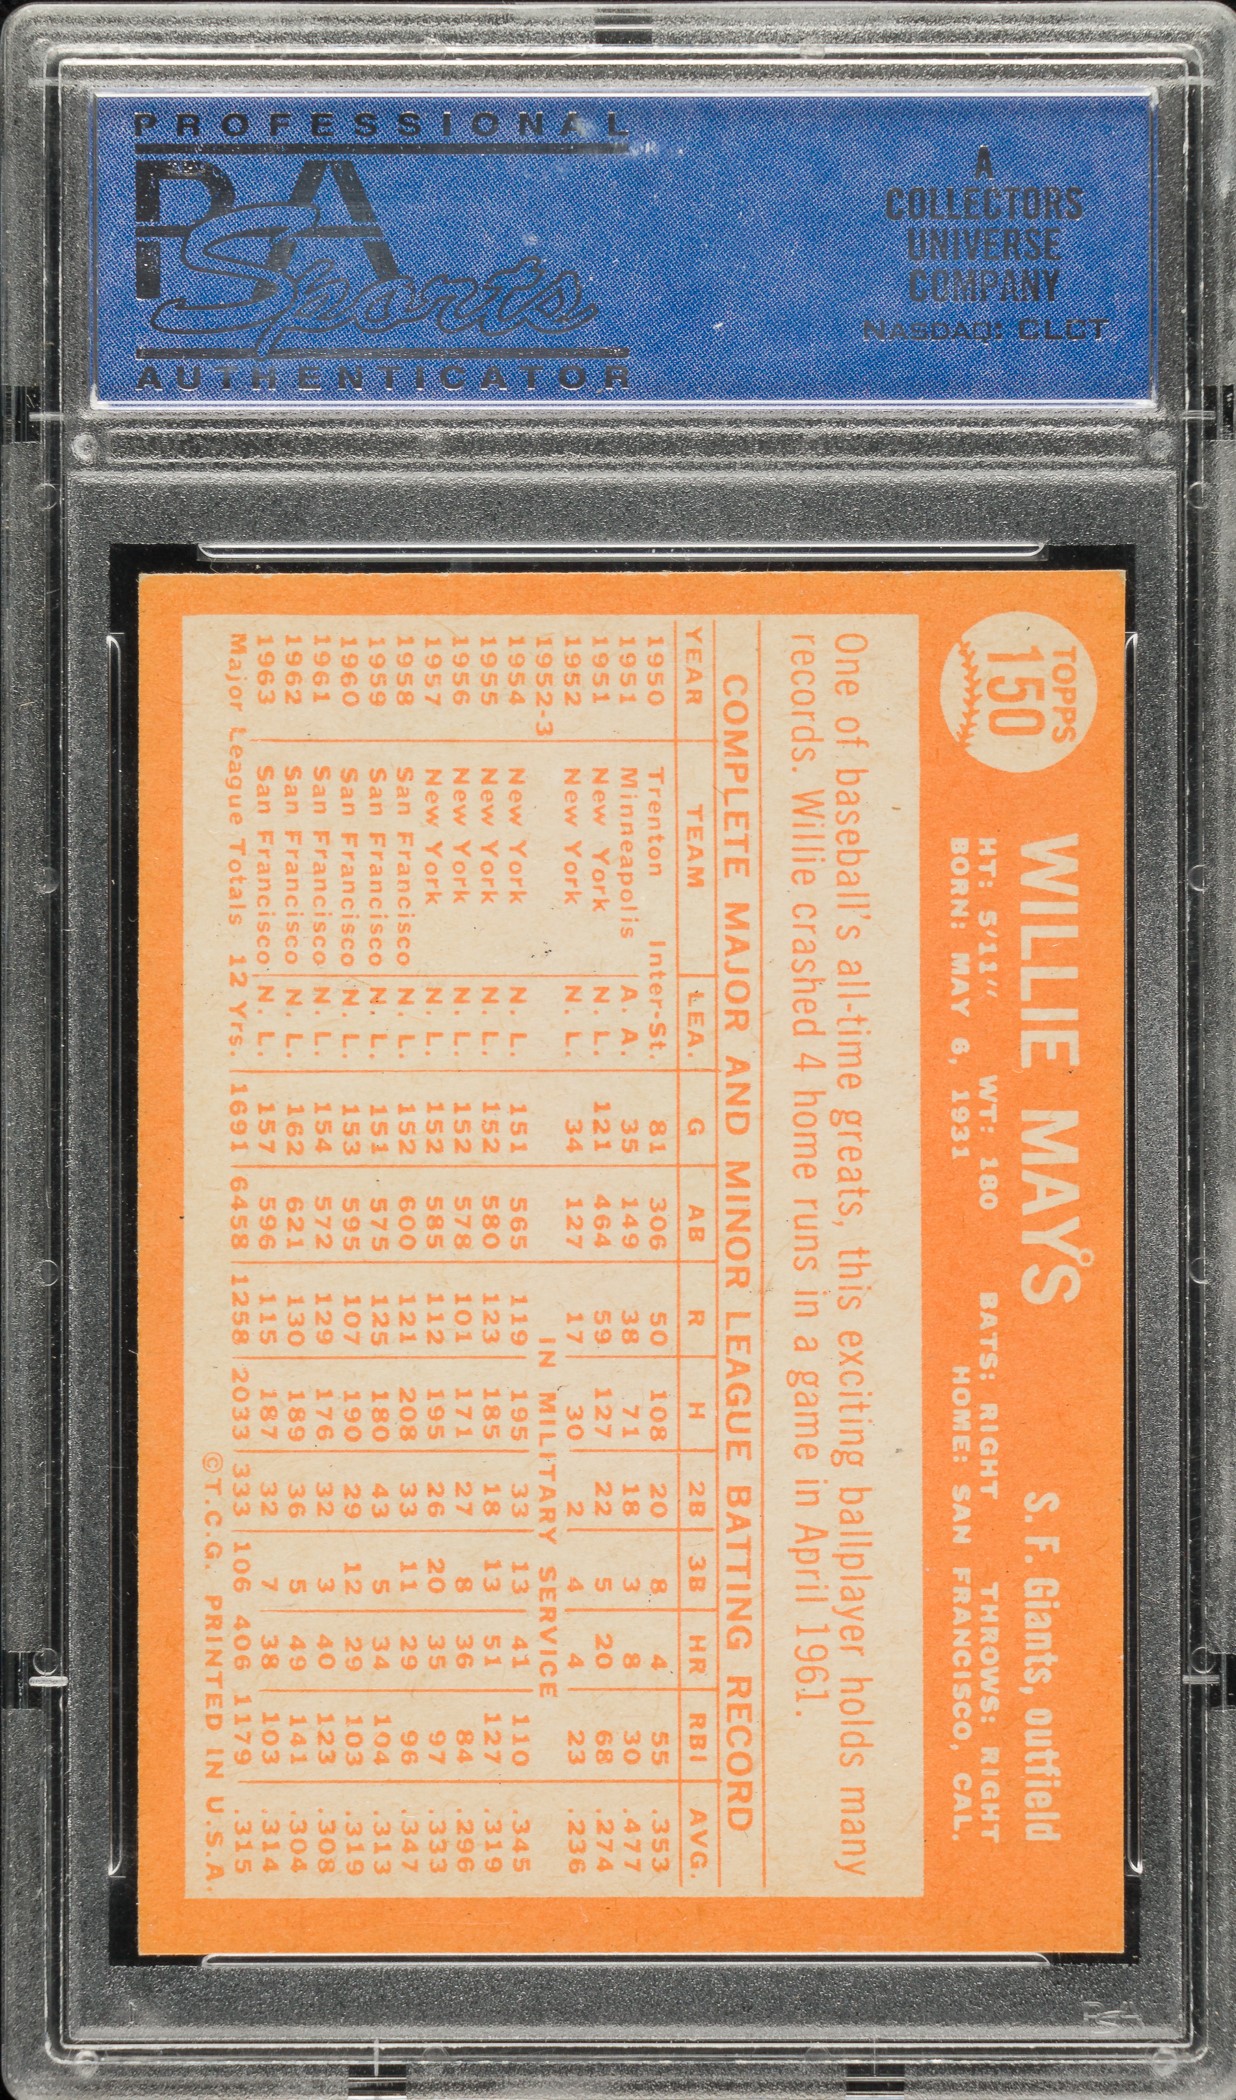 PROFESSIONAL
PSA
Sports
AUTHENTICATOR
A
COLLECTORS
UNIVERSE
COMPANY
NASDAQ: CLCT
TOPPS
150
WILLIE MAYS S. F. Giants, outfield
HT: 5'11" WT: 180 BATS: RIGHT THROWS: RIGHT
BORN: MAY 6, 1931 HOME: SAN FRANCISCO, CAL.
One of baseball's all-time greats, this exciting ballplayer holds many
records. Willie crashed 4 home runs in a game in April 1961.
COMPLETE MAJOR AND MINOR LEAGUE BATTING RECORD
YEAR TEAM LEA. G AB R H 2B 3B HR RBI AVG.
1950 Trenton Inter-St. 81 306 50 108 20 8 4 55 .353
1951 Minneapolis A. A. 35 149 38 71 18 3 8 30 .477
1951 New York N. L. 121 464 59 127 22 5 20 68 .274
1952 New York N. L. 34 127 17 30 2 4 4 23 .236
1952-3 IN MILITARY SERVICE
1954 New York N. L. 151 565 119 195 33 13 41 110 .345
1955 New York N. L. 152 580 123 185 18 13 51 127 .319
1956 New York N. L. 152 578 101 171 27 8 36 84 .296
1957 New York N. L. 152 585 112 195 26 20 35 97 .333
1958 San Francisco N. L. 152 600 121 208 33 11 29 96 .347
1959 San Francisco N. L. 151 575 125 180 43 5 34 104 .313
1960 San Francisco N. L. 153 595 107 190 29 12 29 103 .319
1961 San Francisco N. L. 154 572 129 176 32 3 40 123 .308
1962 San Francisco N. L. 162 621 130 189 36 5 49 141 .304
1963 San Francisco N. L. 157 596 115 187 32 7 38 103 .314
Major League Totals 12 Yrs. 1691 6458 1258 2033 333 106 406 1179 .315
©T.C.G. PRINTED IN U.S.A.
PSA